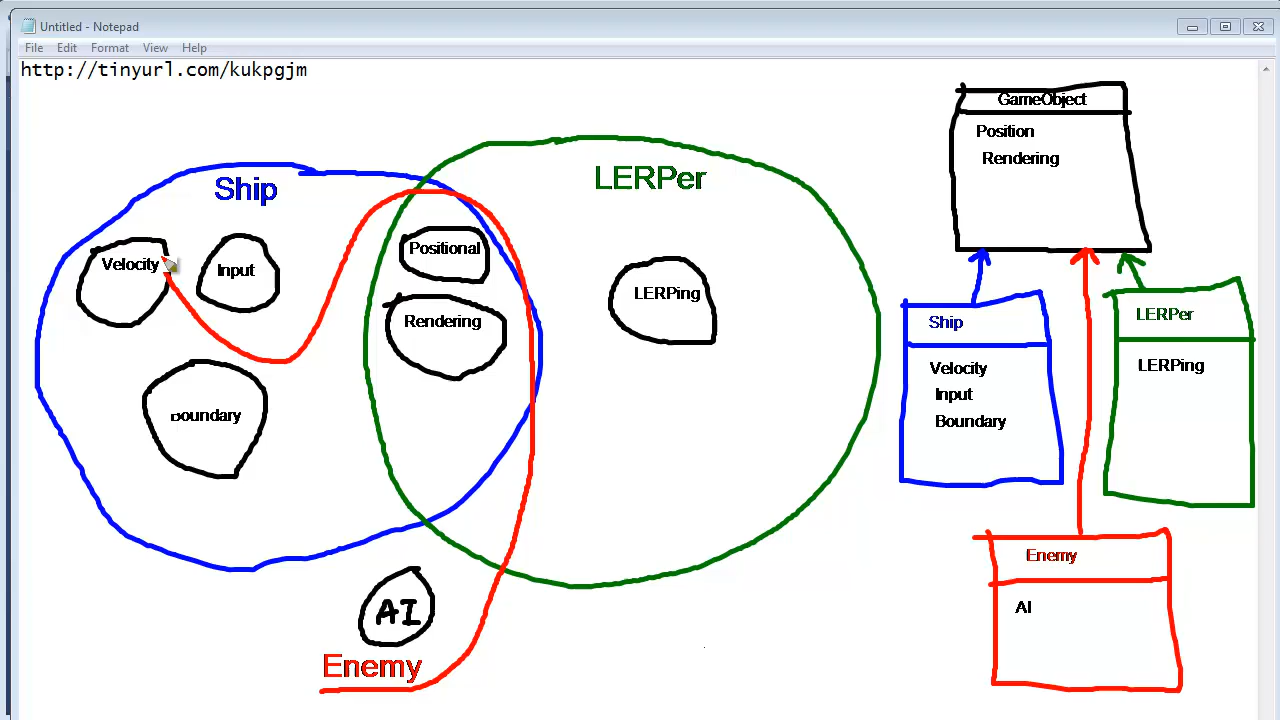 Untitled - Notepad
File Edit Format View Help
http://tinyurl.com/kukpgjm
Ship
LERPer
Velocity
Input
Boundary
Positional
Rendering
LERPing
AI
Enemy
GameObject
Position
Rendering
Ship
Velocity
Input
Boundary
LERPer
LERPing
Enemy
AI